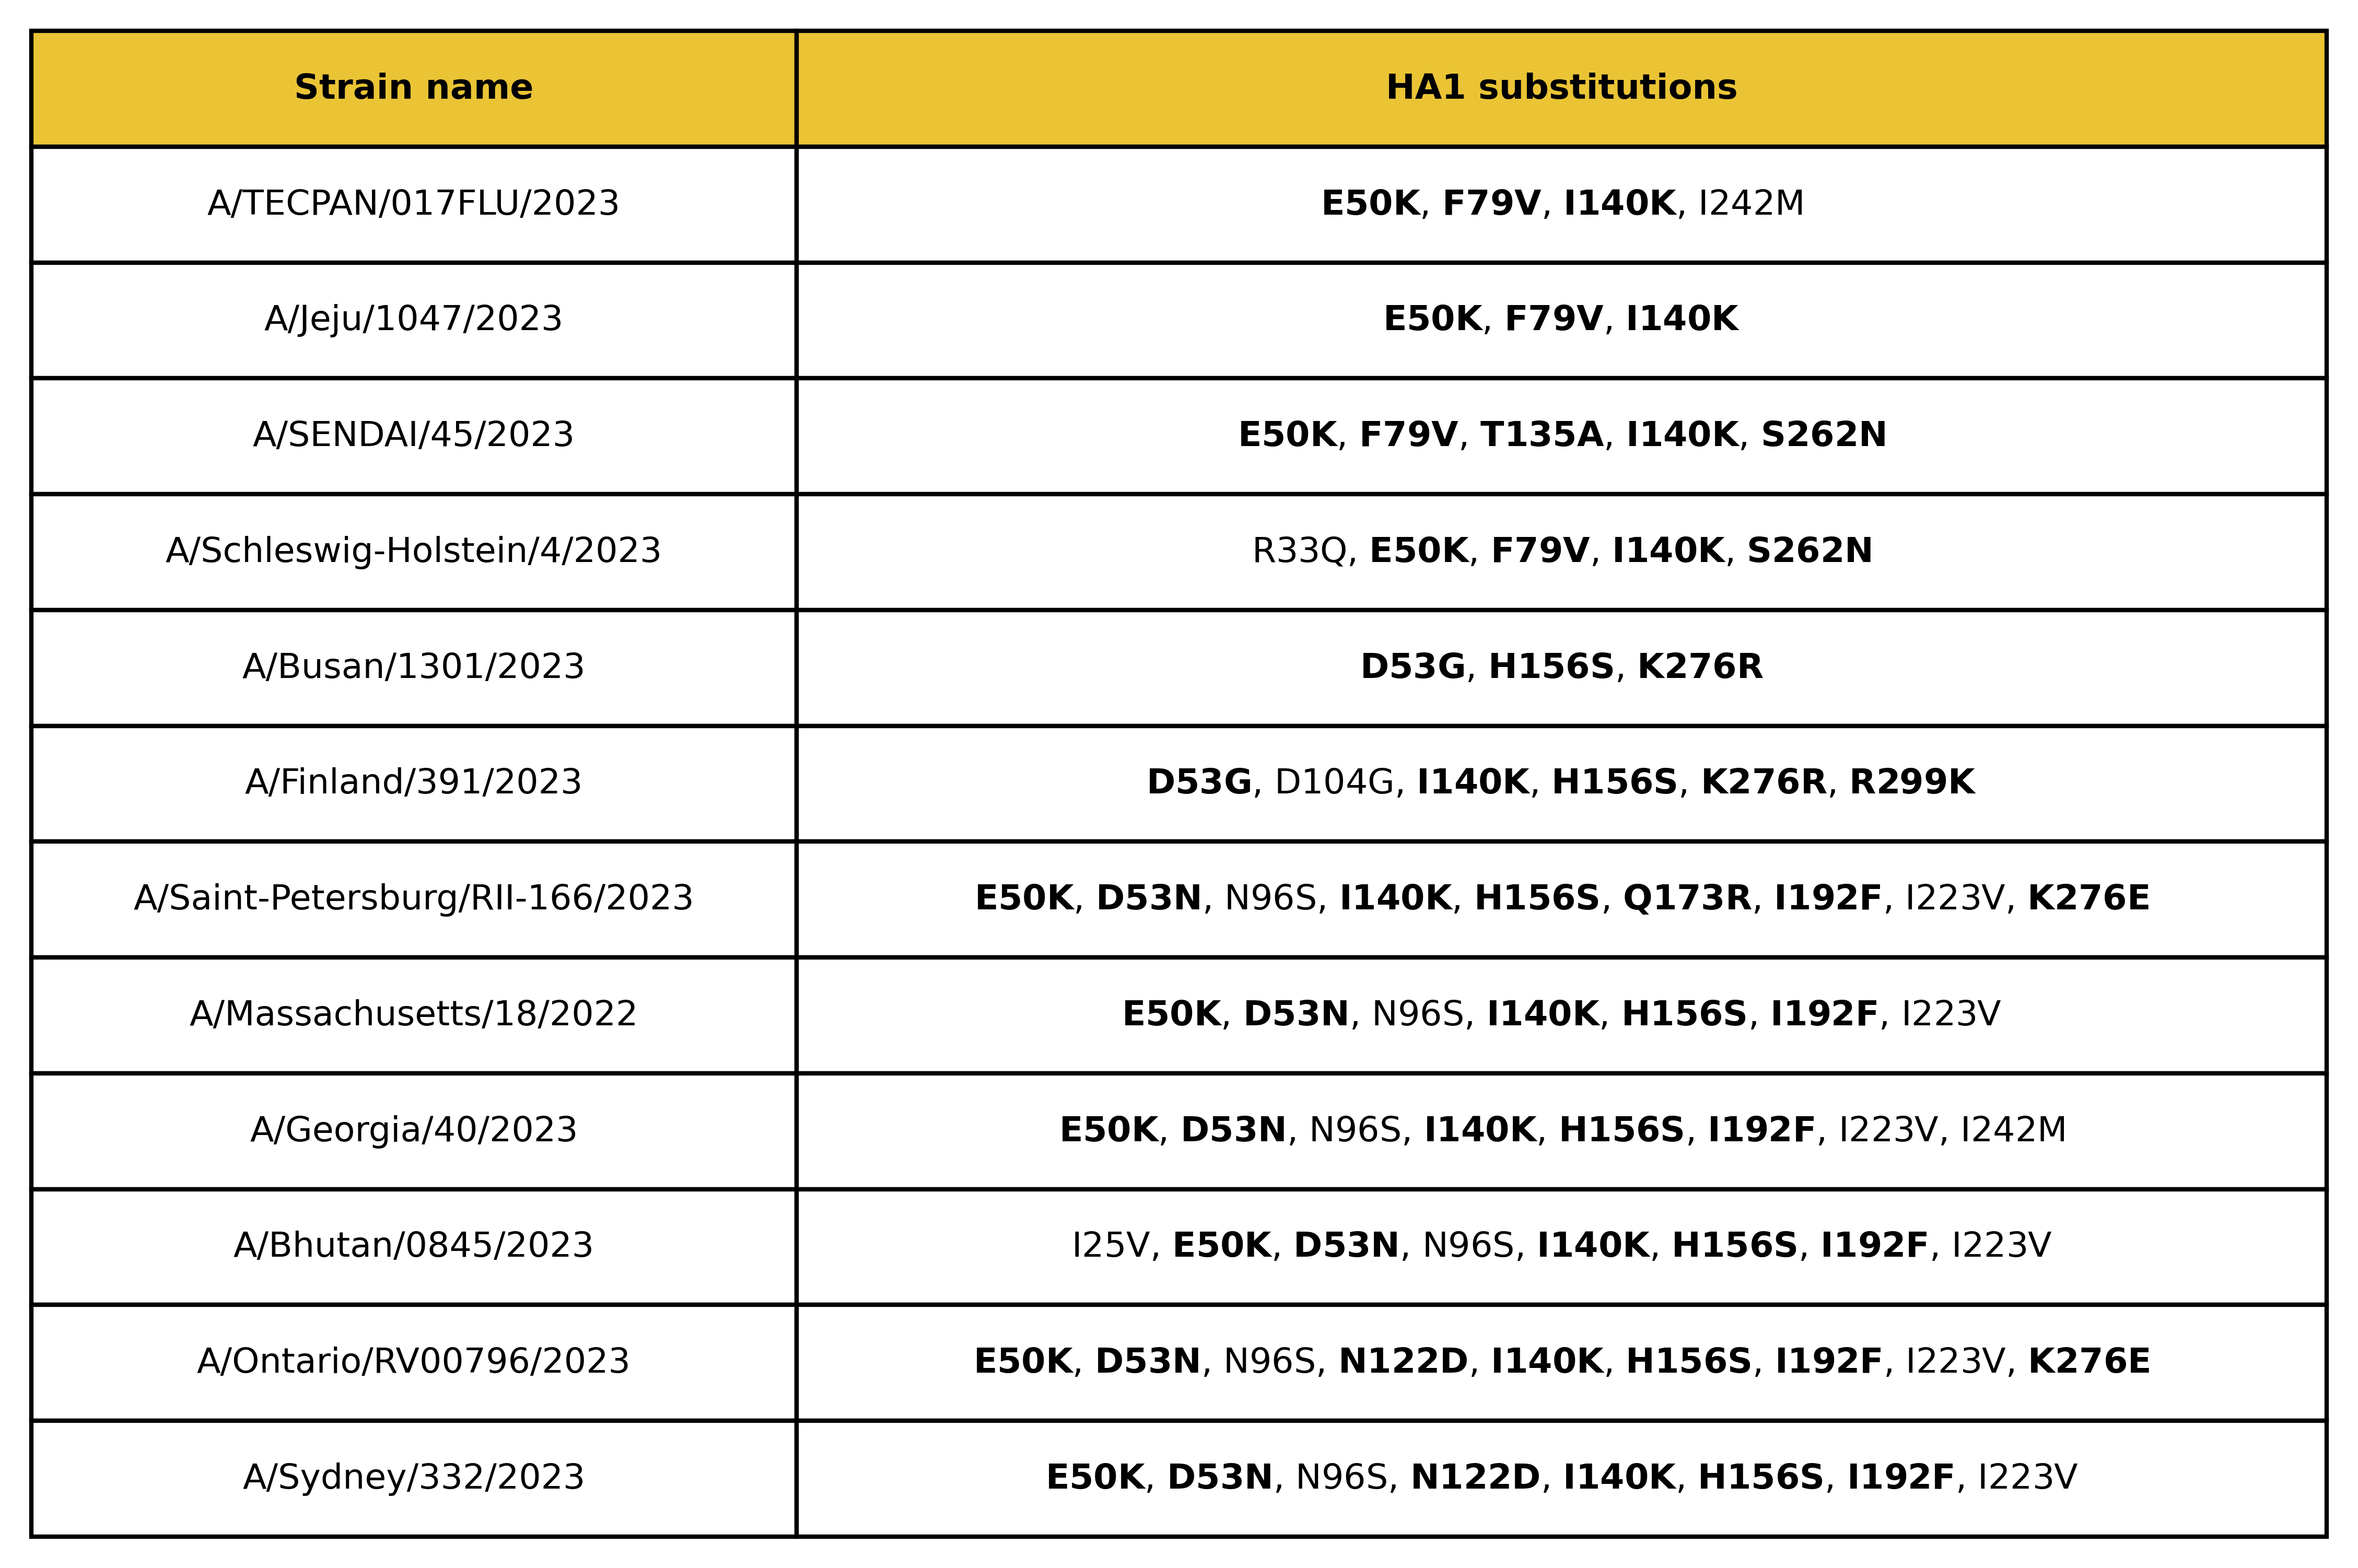 Strain name HA1 substitutions
A/TECPAN/017FLU/2023 E50K, F79V, I140K, I242M
A/Jeju/1047/2023 E50K, F79V, I140K
A/SENDAI/45/2023 E50K, F79V, T135A, I140K, S262N
A/Schleswig-Holstein/4/2023 R33Q, E50K, F79V, I140K, S262N
A/Busan/1301/2023 D53G, H156S, K276R
A/Finland/391/2023 D53G, D104G, I140K, H156S, K276R, R299K
A/Saint-Petersburg/RII-166/2023 E50K, D53N, N96S, I140K, H156S, Q173R, I192F, I223V, K276E
A/Massachusetts/18/2022 E50K, D53N, N96S, I140K, H156S, I192F, I223V
A/Georgia/40/2023 E50K, D53N, N96S, I140K, H156S, I192F, I223V, I242M
A/Bhutan/0845/2023 I25V, E50K, D53N, N96S, I140K, H156S, I192F, I223V
A/Ontario/RV00796/2023 E50K, D53N, N96S, N122D, I140K, H156S, I192F, I223V, K276E
A/Sydney/332/2023 E50K, D53N, N96S, N122D, I140K, H156S, I192F, I223V